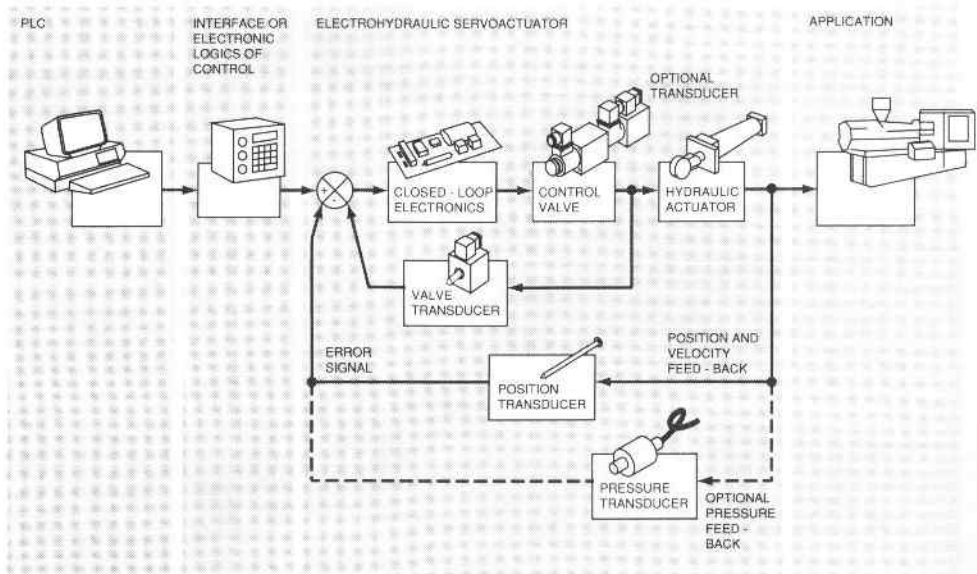 PLC
INTERFACE OR
ELECTRONIC
LOGICS OF
CONTROL
ELECTROHYDRAULIC SERVOACTUATOR
APPLICATION
OPTIONAL
TRANSDUCER
+
-
CLOSED - LOOP
ELECTRONICS
CONTROL
VALVE
HYDRAULIC
ACTUATOR
VALVE
TRANSDUCER
ERROR
SIGNAL
POSITION AND
VELOCITY
FEED - BACK
POSITION
TRANSDUCER
PRESSURE
TRANSDUCER
OPTIONAL
PRESSURE
FEED -
BACK